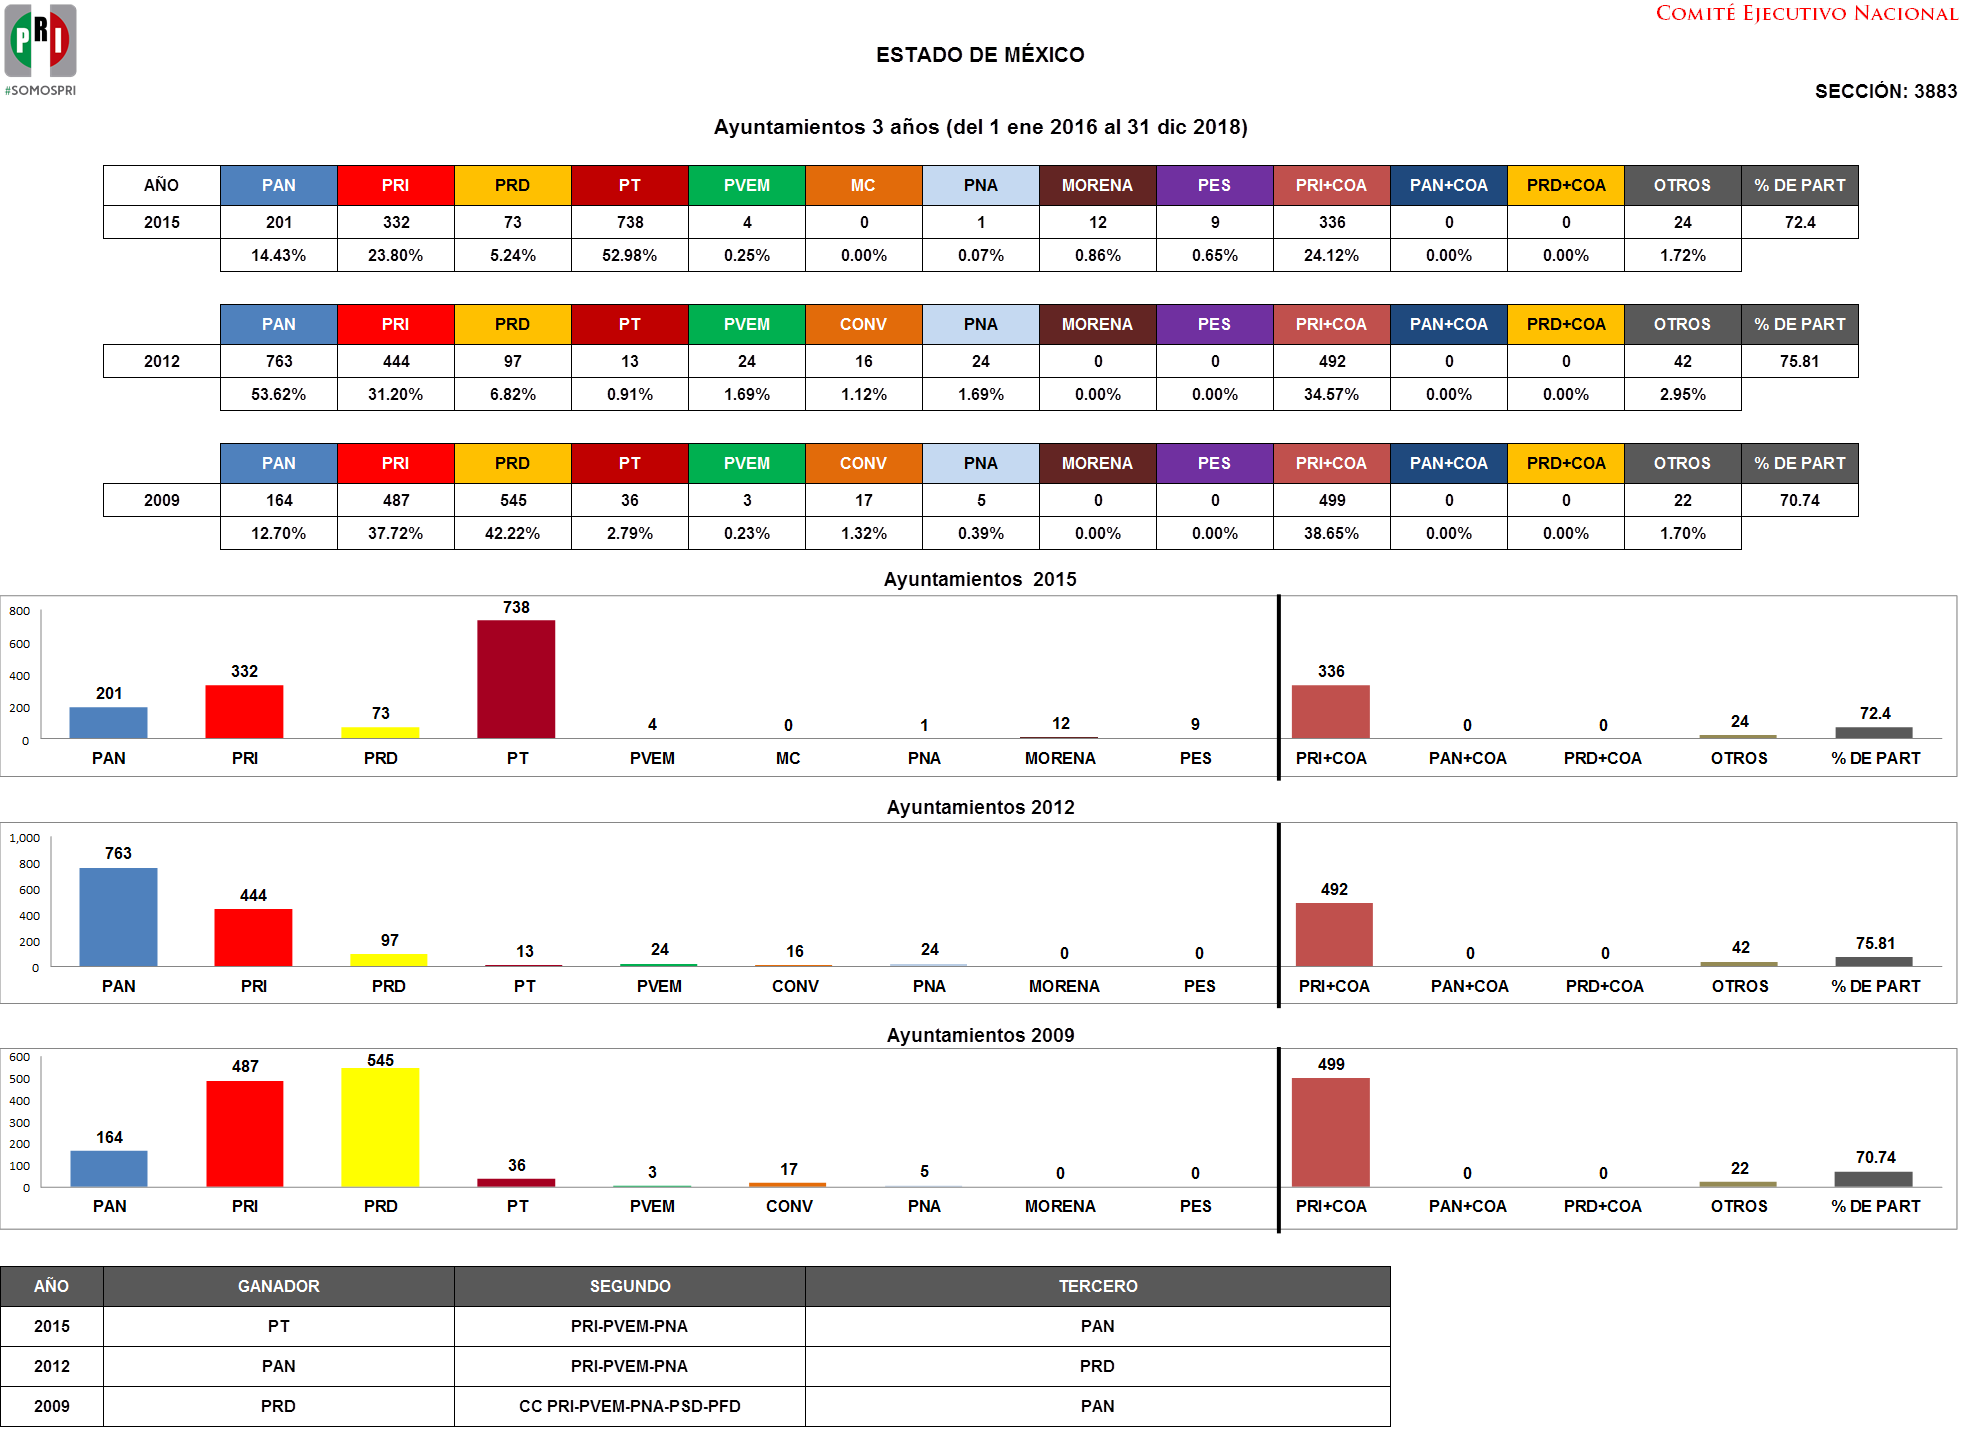 PRI
#SOMOSPRI
COMITÉ EJECUTIVO NACIONAL
ESTADO DE MÉXICO
SECCIÓN: 3883
Ayuntamientos 3 años (del 1 ene 2016 al 31 dic 2018)
AÑO PAN PRI PRD PT PVEM MC PNA MORENA PES PRI+COA PAN+COA PRD+COA OTROS % DE PART
2015 201 332 73 738 4 0 1 12 9 336 0 0 24 72.4
14.43% 23.80% 5.24% 52.98% 0.25% 0.00% 0.07% 0.86% 0.65% 24.12% 0.00% 0.00% 1.72%
PAN PRI PRD PT PVEM CONV PNA MORENA PES PRI+COA PAN+COA PRD+COA OTROS % DE PART
2012 763 444 97 13 24 16 24 0 0 492 0 0 42 75.81
53.62% 31.20% 6.82% 0.91% 1.69% 1.12% 1.69% 0.00% 0.00% 34.57% 0.00% 0.00% 2.95%
PAN PRI PRD PT PVEM CONV PNA MORENA PES PRI+COA PAN+COA PRD+COA OTROS % DE PART
2009 164 487 545 36 3 17 5 0 0 499 0 0 22 70.74
12.70% 37.72% 42.22% 2.79% 0.23% 1.32% 0.39% 0.00% 0.00% 38.65% 0.00% 0.00% 1.70%
Ayuntamientos 2015
800
600
400
200
0
201 332 73 738 4 0 1 12 9 336 0 0 24 72.4
PAN PRI PRD PT PVEM MC PNA MORENA PES PRI+COA PAN+COA PRD+COA OTROS % DE PART
Ayuntamientos 2012
1,000
800
600
400
200
0
763 444 97 13 24 16 24 0 0 492 0 0 42 75.81
PAN PRI PRD PT PVEM CONV PNA MORENA PES PRI+COA PAN+COA PRD+COA OTROS % DE PART
Ayuntamientos 2009
600
500
400
300
200
100
0
164 487 545 36 3 17 5 0 0 499 0 0 22 70.74
PAN PRI PRD PT PVEM CONV PNA MORENA PES PRI+COA PAN+COA PRD+COA OTROS % DE PART
AÑO GANADOR SEGUNDO TERCERO
2015 PT PRI-PVEM-PNA PAN
2012 PAN PRI-PVEM-PNA PRD
2009 PRD CC PRI-PVEM-PNA-PSD-PFD PAN